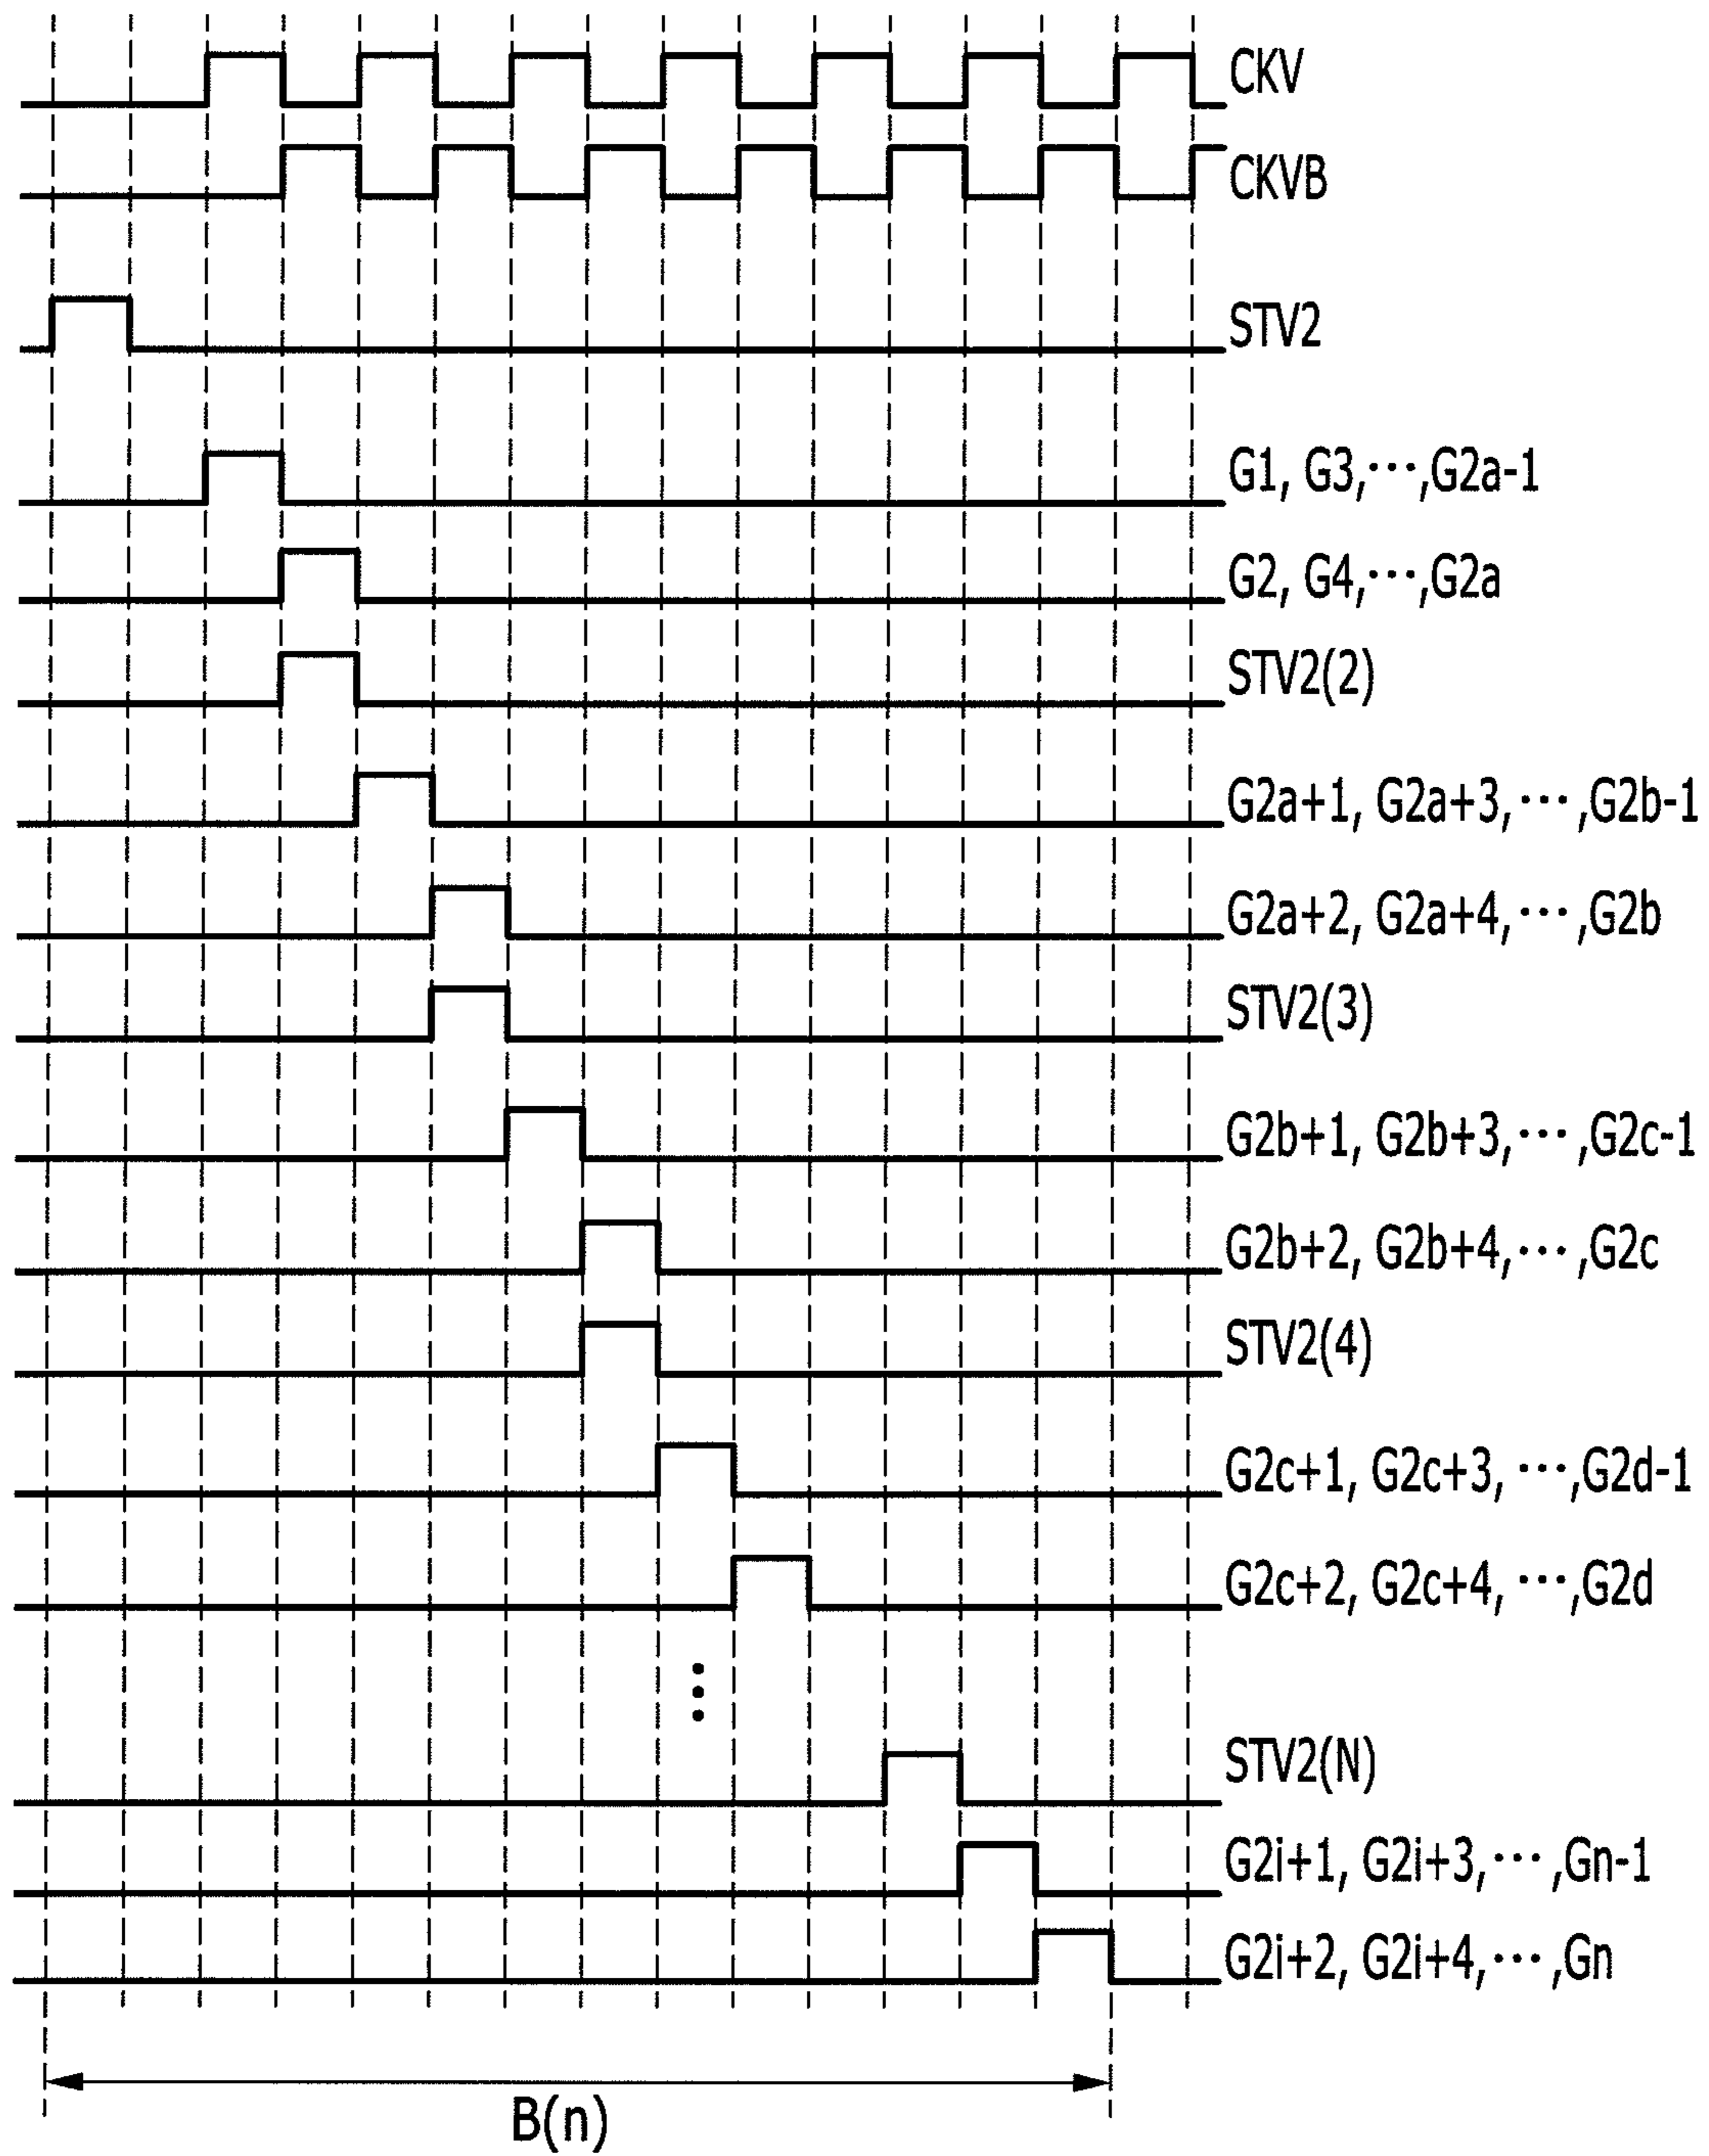 CKV
CKVB
STV2
G1, G3,···,G2a-1
G2, G4,···,G2a
STV2(2)
G2a+1, G2a+3,···,G2b-1
G2a+2, G2a+4,···,G2b
STV2(3)
G2b+1, G2b+3,···,G2c-1
G2b+2, G2b+4,···,G2c
STV2(4)
G2c+1, G2c+3, ···,G2d-1
G2c+2, G2c+4, ···,G2d
STV2(N)
G2i+1, G2i+3,···,Gn-1
G2i+2, G2i+4,···,Gn
B(n)